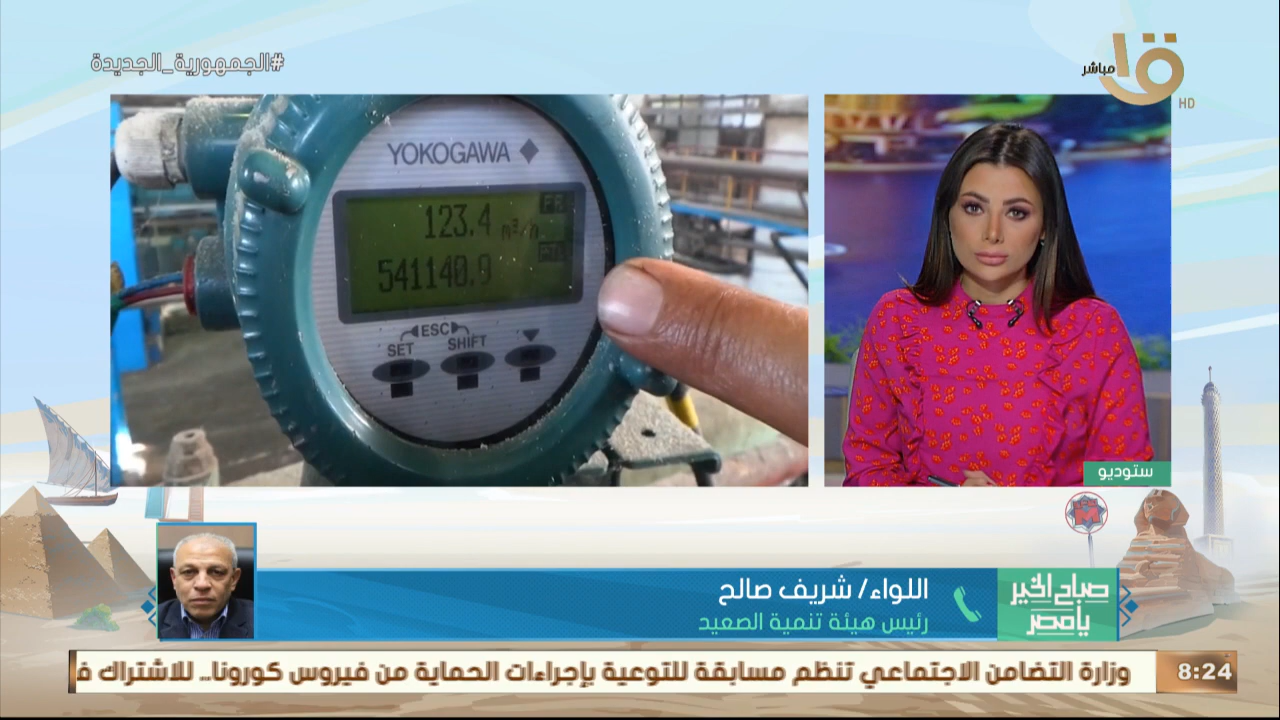 #الجمهورية_الجديدة
مباشر
HD
YOKOGAWA
123.4 m³/h
541140.9
ESC
SET SHIFT
ستوديو
صباح الخير
يا مصر
اللواء/ شريف صالح
رئيس هيئة تنمية الصعيد
8:24
وزارة التضامن الاجتماعي تنظم مسابقة للتوعية بإجراءات الحماية من فيروس كورونا.. للاشتراك ف